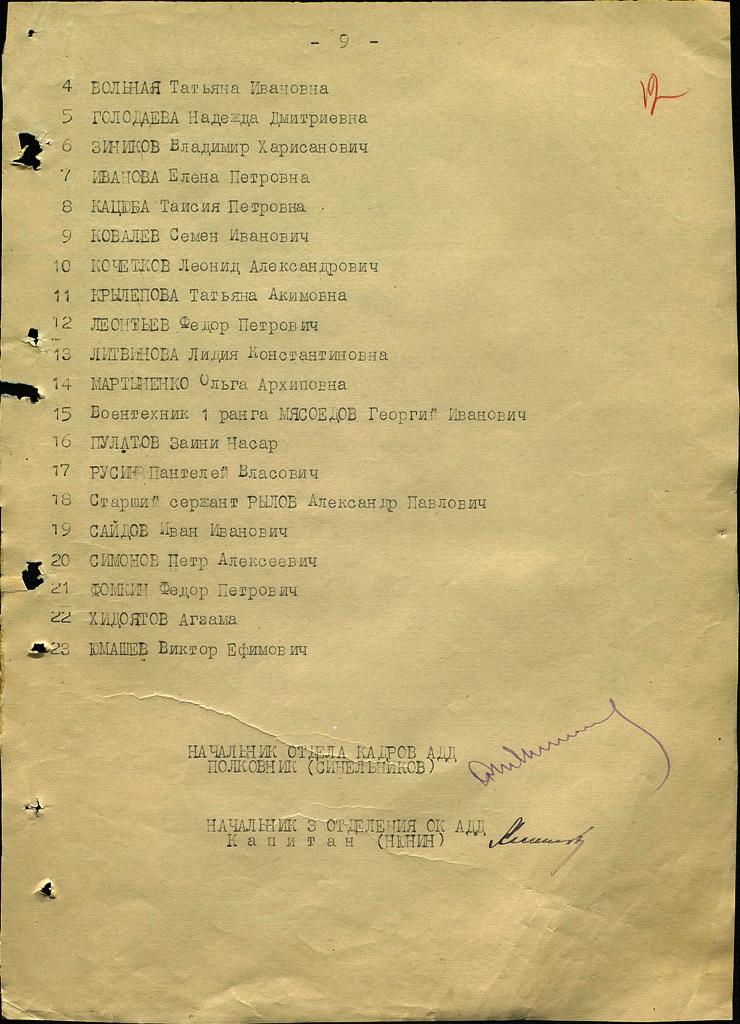 - 9 -
12
4 ВОЛЬНАЯ Татьяна Ивановна
5 ГОЛОДАЕВА Надежда Дмитриевна
6 ЗИНИКОВ Владимир Харисанович
7 ИВАНОВА Елена Петровна
8 КАЦЮБА Таисия Петровна
9 КОВАЛЕВ Семен Иванович
10 КОЧЕТКОВ Леонид Александрович
11 КРЫЛЕПОВА Татьяна Акимовна
12 ЛЕОНТЬЕВ Федор Петрович
13 ЛИТВИНОВА Лидия Константиновна
14 МАРТЫНЕНКО Ольга Архиповна
15 Воентехник 1 ранга МЯСОЕДОВ Георгий Иванович
16 ПУЛАТОВ Заини Насар
17 РУСИН Пантелей Власович
18 Старший сержант РЫЛОВ Александр Павлович
19 САЙДОВ Иван Иванович
20 СИМОНОВ Петр Алексеевич
21 ФОМКИН Федор Петрович
22 ХИДОЯТОВ Агзама
23 ЮМАШЕВ Виктор Ефимович
НАЧАЛЬНИК ОТДЕЛА КАДРОВ АДД
ПОЛКОВНИК (СИНЕЛЬНИКОВ)
НАЧАЛЬНИК 3 ОТДЕЛЕНИЯ ОК АДД
Капитан (НЮНИН)